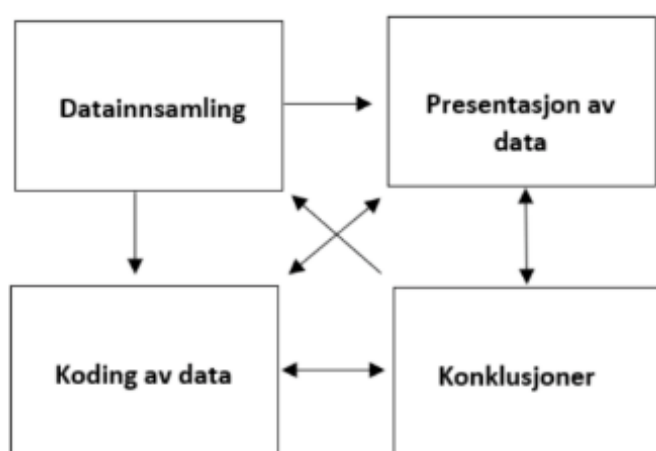 Datainnsamling
Presentasjon av
data
Koding av data
Konklusjoner